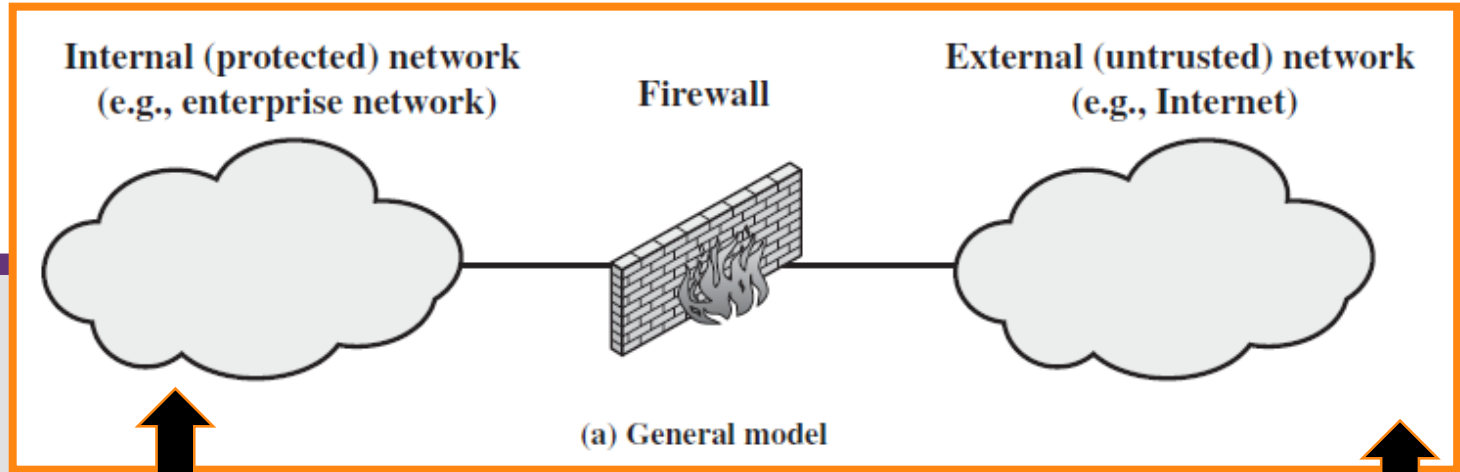 Internal (protected) network
(e.g., enterprise network)
Firewall
External (untrusted) network
(e.g., Internet)
(a) General model